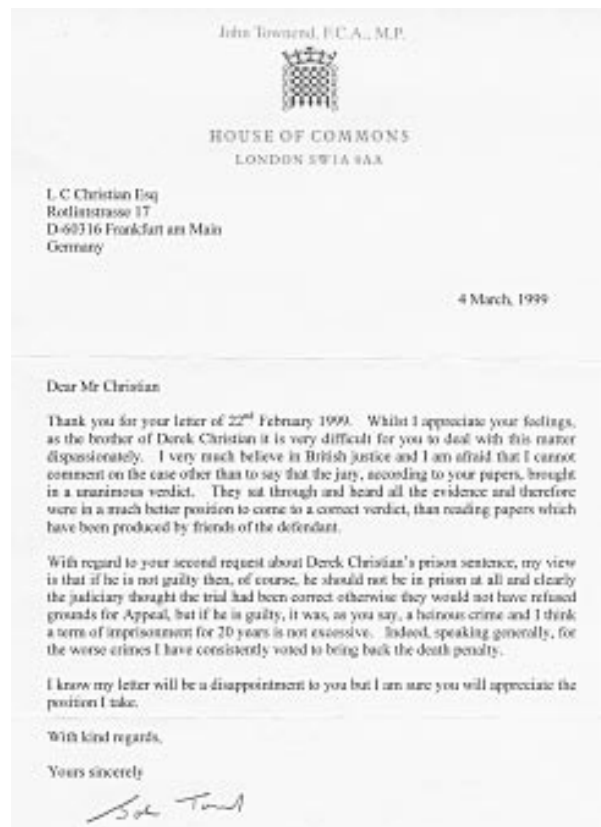 John Townend, F.C.A., M.P.
HOUSE OF COMMONS
LONDON SW1A 0AA
L C Christian Esq
Rotlintstrasse 17
D-60316 Frankfurt am Main
Germany
4 March, 1999
Dear Mr Christian
Thank you for your letter of 22nd February 1999. Whilst I appreciate your feelings,
as the brother of Derek Christian it is very difficult for you to deal with this matter
dispassionately. I very much believe in British justice and I am afraid that I cannot
comment on the case other than to say that the jury, according to your papers, brought
in a unanimous verdict. They sat through and heard all the evidence and therefore
were in a much better position to come to a correct verdict, than reading papers which
have been produced by friends of the defendant.
With regard to your second request about Derek Christian's prison sentence, my view
is that if he is not guilty then, of course, he should not be in prison at all and clearly
the judiciary thought the trial had been correct otherwise they would not have refused
grounds for Appeal, but if he is guilty, it was, as you say, a heinous crime and I think
a term of imprisonment for 20 years is not excessive. Indeed, speaking generally, for
the worse crimes I have consistently voted to bring back the death penalty.
I know my letter will be a disappointment to you but I am sure you will appreciate the
position I take.
With kind regards,
Yours sincerely